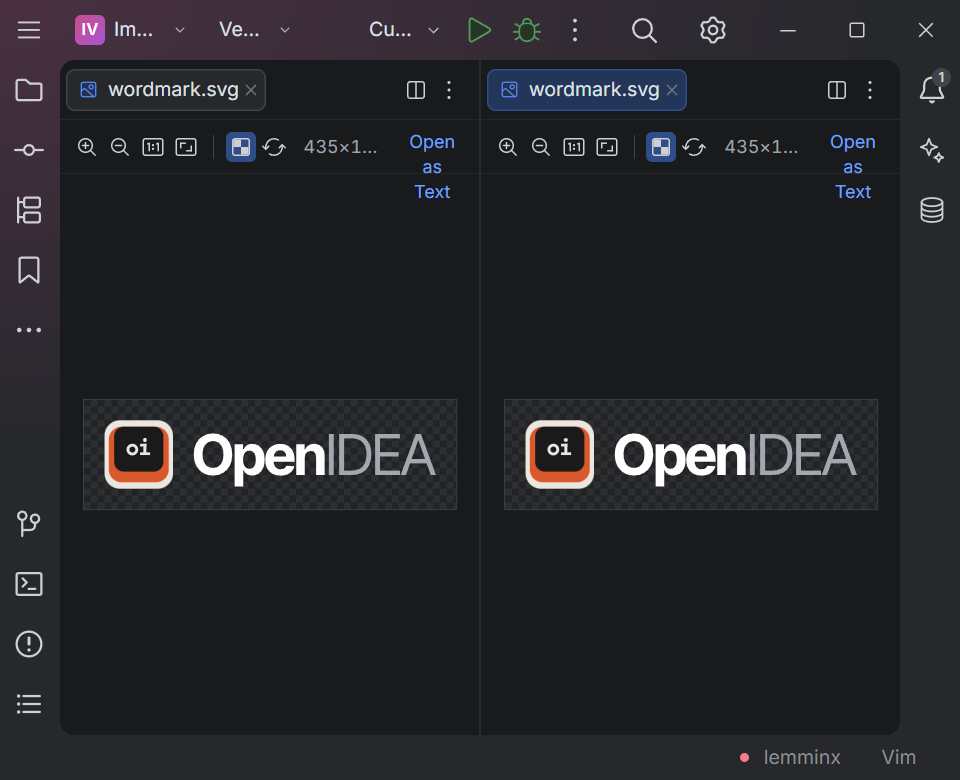 IV Im... Ve... Cu...
wordmark.svg
wordmark.svg
1
1:1 435×1... Open as Text
1:1 435×1... Open as Text
oi OpenIDEA
oi OpenIDEA
lemminx Vim